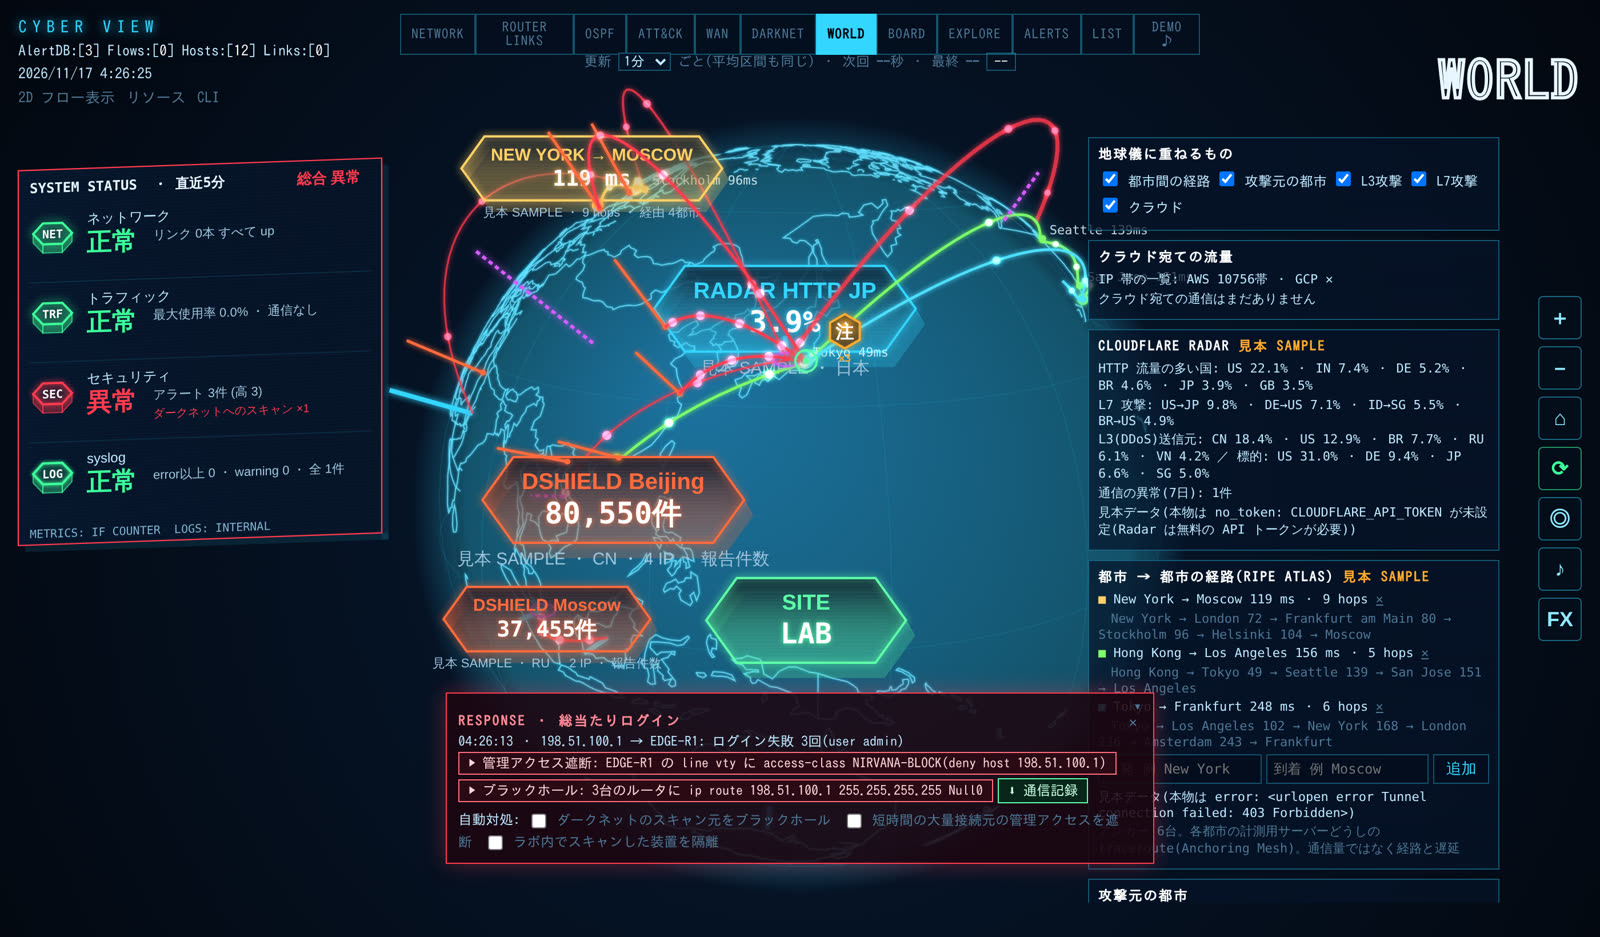 CYBER VIEW
AlertDB:[3] Flows:[0] Hosts:[12] Links:[0]
2026/11/17 4:26:25
2D フロー表示 リソース CLI
NETWORK
ROUTER
LINKS
OSPF
ATT&CK
WAN
DARKNET
WORLD
BOARD
EXPLORE
ALERTS
LIST
DEMO
♪
更新 1分 ごと(平均区間も同じ) · 次回 --秒 · 最終 -- --
WORLD
SYSTEM STATUS · 直近5分 総合 異常
NET
ネットワーク
正常
リンク 0本 すべて up
TRF
トラフィック
正常
最大使用率 0.0% · 通信なし
SEC
セキュリティ
異常
アラート 3件 (高 3)
ダークネットへのスキャン ×1
LOG
syslog
正常
error以上 0 · warning 0 · 全 1件
METRICS: IF COUNTER LOGS: INTERNAL
NEW YORK → MOSCOW
119 ms
Stockholm 96ms
見本 SAMPLE · 9 hops · 経由 4都市
Seattle 139ms
RADAR HTTP JP
3.9%
注
Tokyo 49ms
見本 SAMPLE · 日本
DSHIELD Beijing
80,550件
見本 SAMPLE · CN · 4 IP · 報告件数
DSHIELD Moscow
37,455件
見本 SAMPLE · RU · 2 IP · 報告件数
SITE
LAB
地球儀に重ねるもの
都市間の経路 攻撃元の都市 L3攻撃 L7攻撃
クラウド
クラウド宛ての流量
IP 帯の一覧: AWS 10756帯 · GCP ×
クラウド宛ての通信はまだありません
CLOUDFLARE RADAR 見本 SAMPLE
HTTP 流量の多い国: US 22.1% · IN 7.4% · DE 5.2% ·
BR 4.6% · JP 3.9% · GB 3.5%
L7 攻撃: US→JP 9.8% · DE→US 7.1% · ID→SG 5.5% ·
BR→US 4.9%
L3(DDoS)送信元: CN 18.4% · US 12.9% · BR 7.7% · RU
6.1% · VN 4.2% ／ 標的: US 31.0% · DE 9.4% · JP
6.6% · SG 5.0%
通信の異常(7日): 1件
見本データ(本物は no_token: CLOUDFLARE_API_TOKEN が未設
定(Radar は無料の API トークンが必要))
都市 → 都市の経路(RIPE ATLAS) 見本 SAMPLE
New York → Moscow 119 ms · 9 hops ×
New York → London 72 → Frankfurt am Main 80 →
Stockholm 96 → Helsinki 104 → Moscow
Hong Kong → Los Angeles 156 ms · 5 hops ×
Hong Kong → Tokyo 49 → Seattle 139 → San Jose 151
→ Los Angeles
Tokyo → Frankfurt 248 ms · 6 hops ×
→ Los Angeles 102 → New York 168 → London
→ Amsterdam 243 → Frankfurt
New York 到着 例 Moscow 追加
見本データ(本物は error: <urlopen error Tunnel
connection failed: 403 Forbidden>)
6台。各都市の計測用サーバーどうしの
traceroute(Anchoring Mesh)。通信量ではなく経路と遅延
攻撃元の都市
RESPONSE · 総当たりログイン
▾
×
04:26:13 · 198.51.100.1 → EDGE-R1: ログイン失敗 3回(user admin)
▶ 管理アクセス遮断: EDGE-R1 の line vty に access-class NIRVANA-BLOCK(deny host 198.51.100.1)
▶ ブラックホール: 3台のルータに ip route 198.51.100.1 255.255.255.255 Null0 ⬇ 通信記録
自動対処: ダークネットのスキャン元をブラックホール 短時間の大量接続元の管理アクセスを遮
断 ラボ内でスキャンした装置を隔離
+
−
⌂
⟳
◎
♪
FX